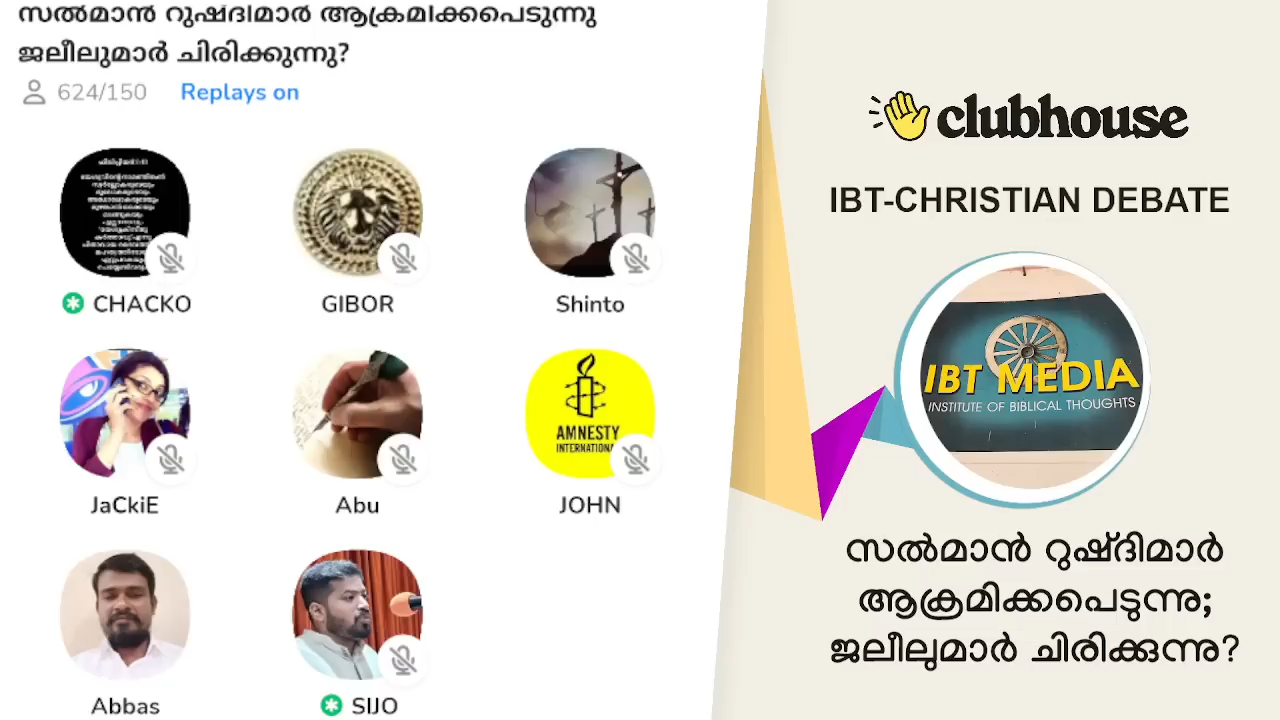 സൽമാൻ റുഷ്ദിമാർ ആക്രമിക്കപെടുന്നു
ജലീലുമാർ ചിരിക്കുന്നു?
624/150 Replays on
CHACKO GIBOR Shinto
AMNESTY
INTERNATIONA
JaCkiE Abu JOHN
Abbas SIJO
clubhouse
IBT-CHRISTIAN DEBATE
IBT MEDIA
INSTITUTE OF BIBLICAL THOUGHTS
സൽമാൻ റുഷ്ദിമാർ
ആക്രമിക്കപെടുന്നു;
ജലീലുമാർ ചിരിക്കുന്നു?